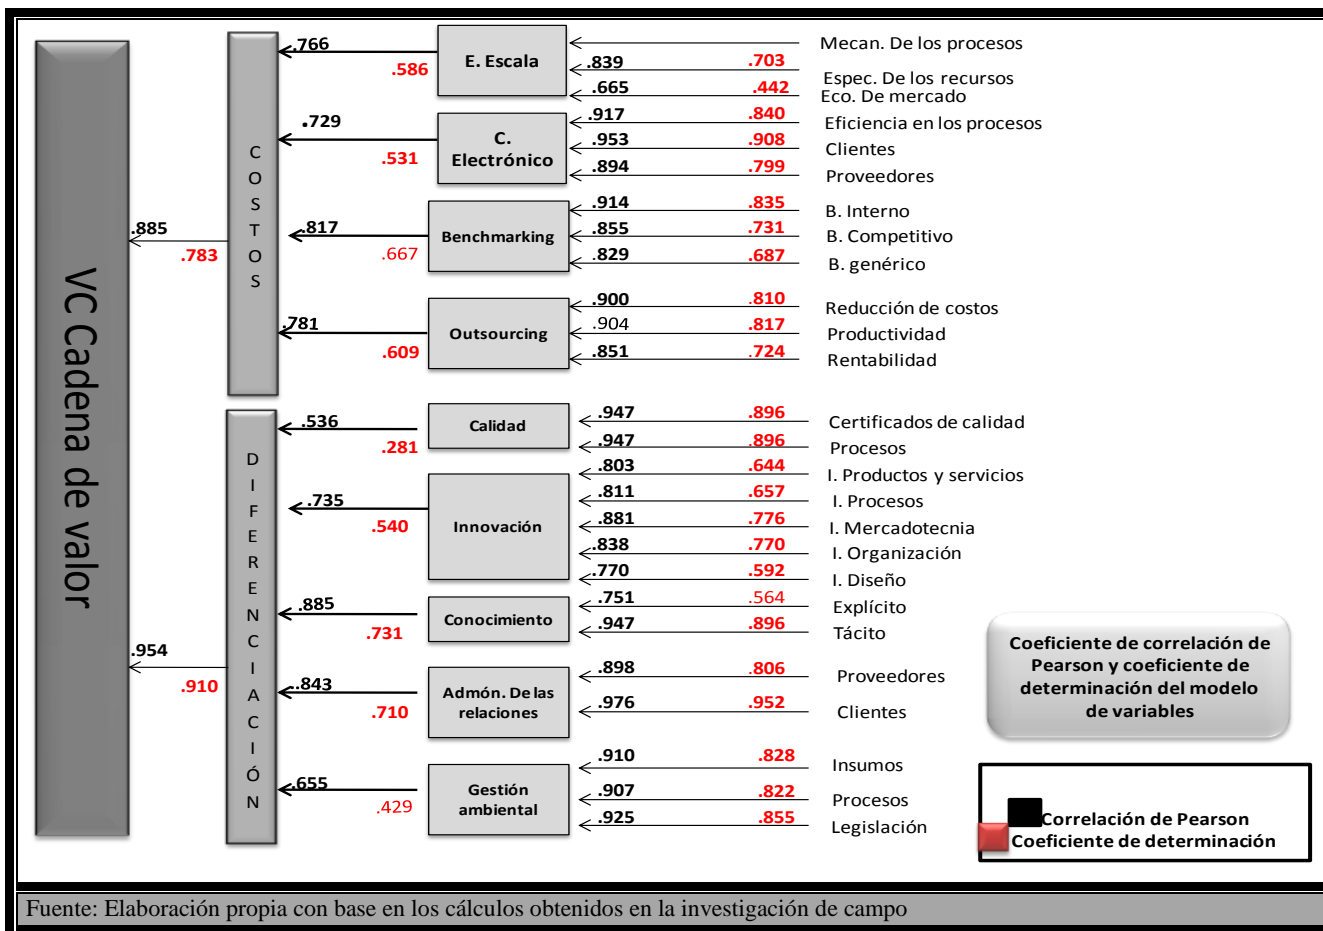 VC Cadena de valor
.885
.783
.954
.910
COSTOS
.766
.586
E. Escala
Mecan. De los procesos
.839
.703
Espec. De los recursos
.665
.442
Eco. De mercado
.729
.531
C.
Electrónico
.917
.840
Eficiencia en los procesos
.953
.908
Clientes
.894
.799
Proveedores
.817
.667
Benchmarking
.914
.835
B. Interno
.855
.731
B. Competitivo
.829
.687
B. genérico
.781
.609
Outsourcing
.900
.810
Reducción de costos
.904
.817
Productividad
.851
.724
Rentabilidad
DIFERENCIACIÓN
.536
.281
Calidad
.947
.896
Certificados de calidad
.947
.896
Procesos
.735
.540
Innovación
.803
.644
I. Productos y servicios
.811
.657
I. Procesos
.881
.776
I. Mercadotecnia
.838
.770
I. Organización
.770
.592
I. Diseño
.885
.731
Conocimiento
.751
.564
Explícito
.947
.896
Tácito
..843
.710
Admón. De las
relaciones
.898
.806
Proveedores
.976
.952
Clientes
.655
.429
Gestión
ambiental
.910
.828
Insumos
.907
.822
Procesos
.925
.855
Legislación
Coeficiente de correlación de
Pearson y coeficiente de
determinación del modelo
de variables
Correlación de Pearson
Coeficiente de determinación
Fuente: Elaboración propia con base en los cálculos obtenidos en la investigación de campo